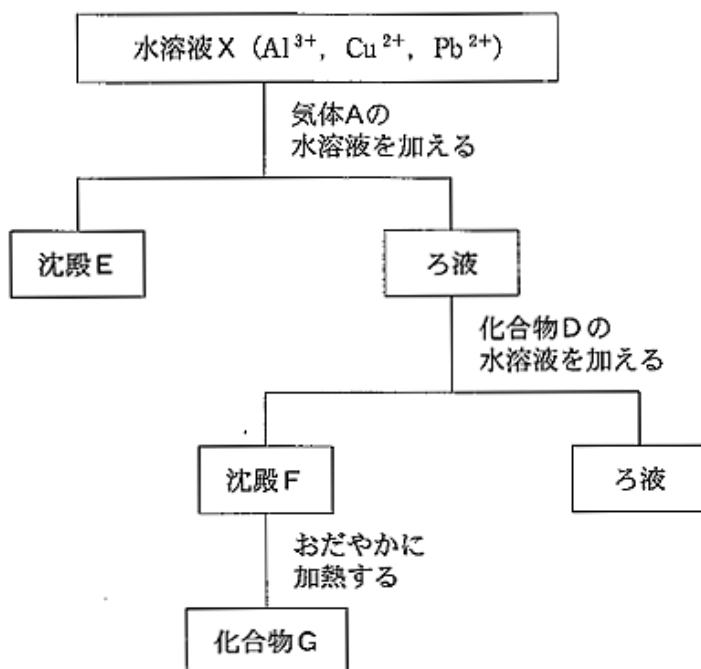 水溶液X (Al³⁺, Cu²⁺, Pb²⁺)
気体Aの
水溶液を加える
沈殿E
ろ液
化合物Dの
水溶液を加える
沈殿F
ろ液
おだやかに
加熱する
化合物G